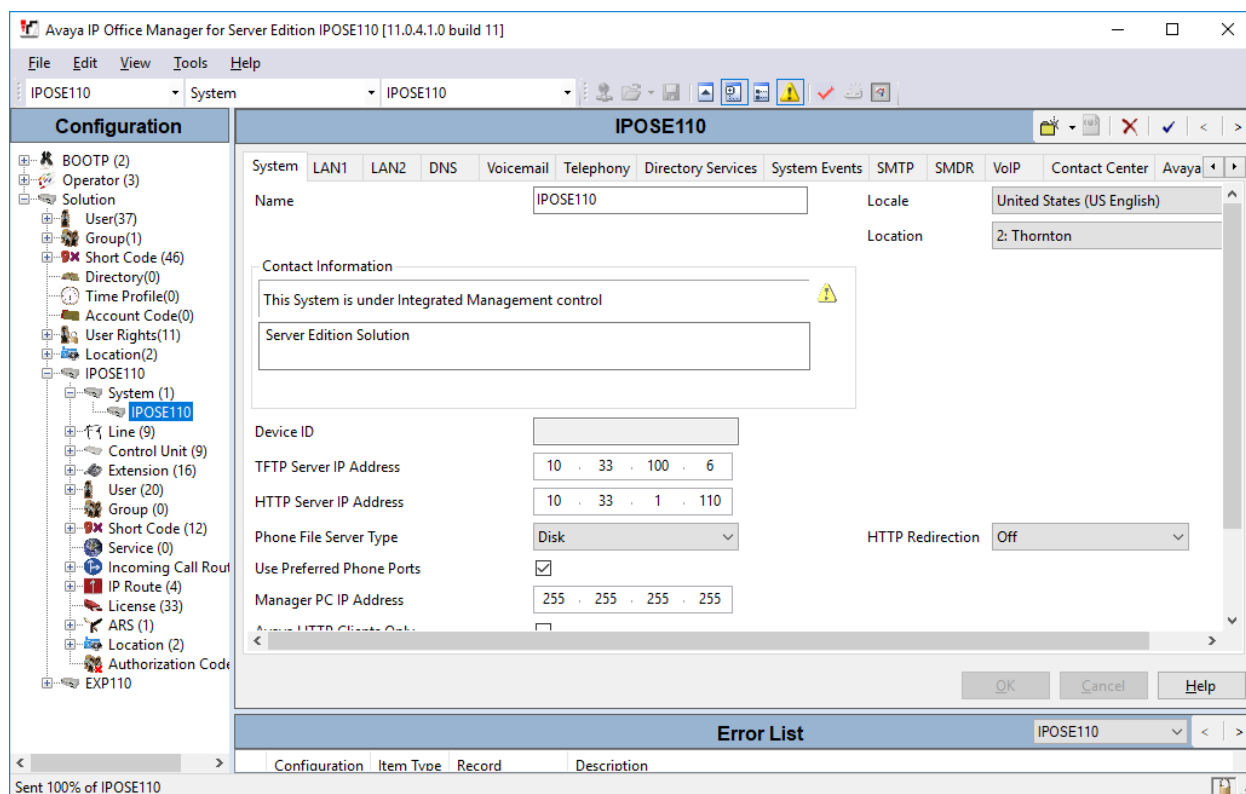 Avaya IP Office Manager for Server Edition IPOSE110 [11.0.4.1.0 build 11]
File Edit View Tools Help
IPOSE110 System IPOSE110
Configuration
BOOTP (2)
Operator (3)
Solution
User(37)
Group(1)
Short Code (46)
Directory(0)
Time Profile(0)
Account Code(0)
User Rights(11)
Location(2)
IPOSE110
System (1)
IPOSE110
Line (9)
Control Unit (9)
Extension (16)
User (20)
Group (0)
Short Code (12)
Service (0)
Incoming Call Rout
IP Route (4)
License (33)
ARS (1)
Location (2)
Authorization Code
EXP110
IPOSE110
System LAN1 LAN2 DNS Voicemail Telephony Directory Services System Events SMTP SMDR VoIP Contact Center Avaya
Name IPOSE110 Locale United States (US English)
Location 2: Thornton
Contact Information
This System is under Integrated Management control
Server Edition Solution
Device ID
TFTP Server IP Address 10 . 33 . 100 . 6
HTTP Server IP Address 10 . 33 . 1 . 110
Phone File Server Type Disk HTTP Redirection Off
Use Preferred Phone Ports
Manager PC IP Address 255 . 255 . 255 . 255
Avaya HTTP Clients Only
OK Cancel Help
Error List IPOSE110
Configuration Item Type Record Description
Sent 100% of IPOSE110